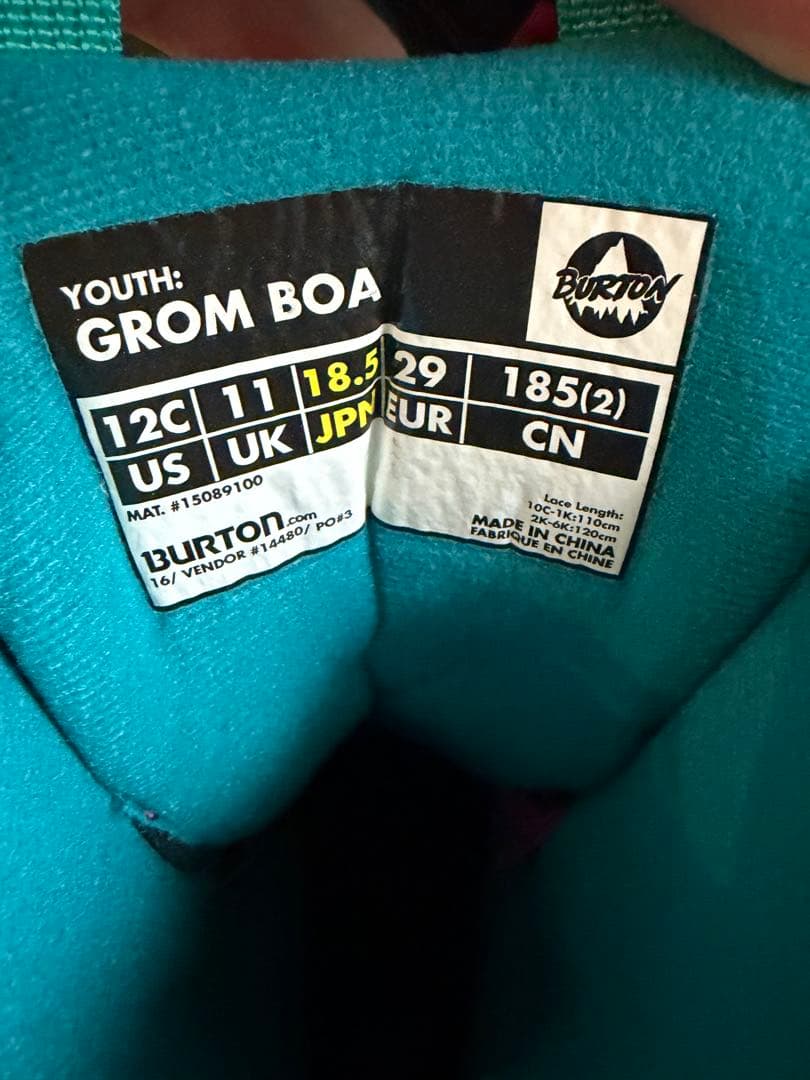 YOUTH:
GROM BOA
BURTON
12C 11 18.5 29 185(2)
US UK JPN EUR CN
MAT. #15089100
BURTON.com
16/ VENDOR #14480/ PO#3
Lace Length:
10C-1K:110cm
2K-6K:120cm
MADE IN CHINA
FABRIQUE EN CHINE